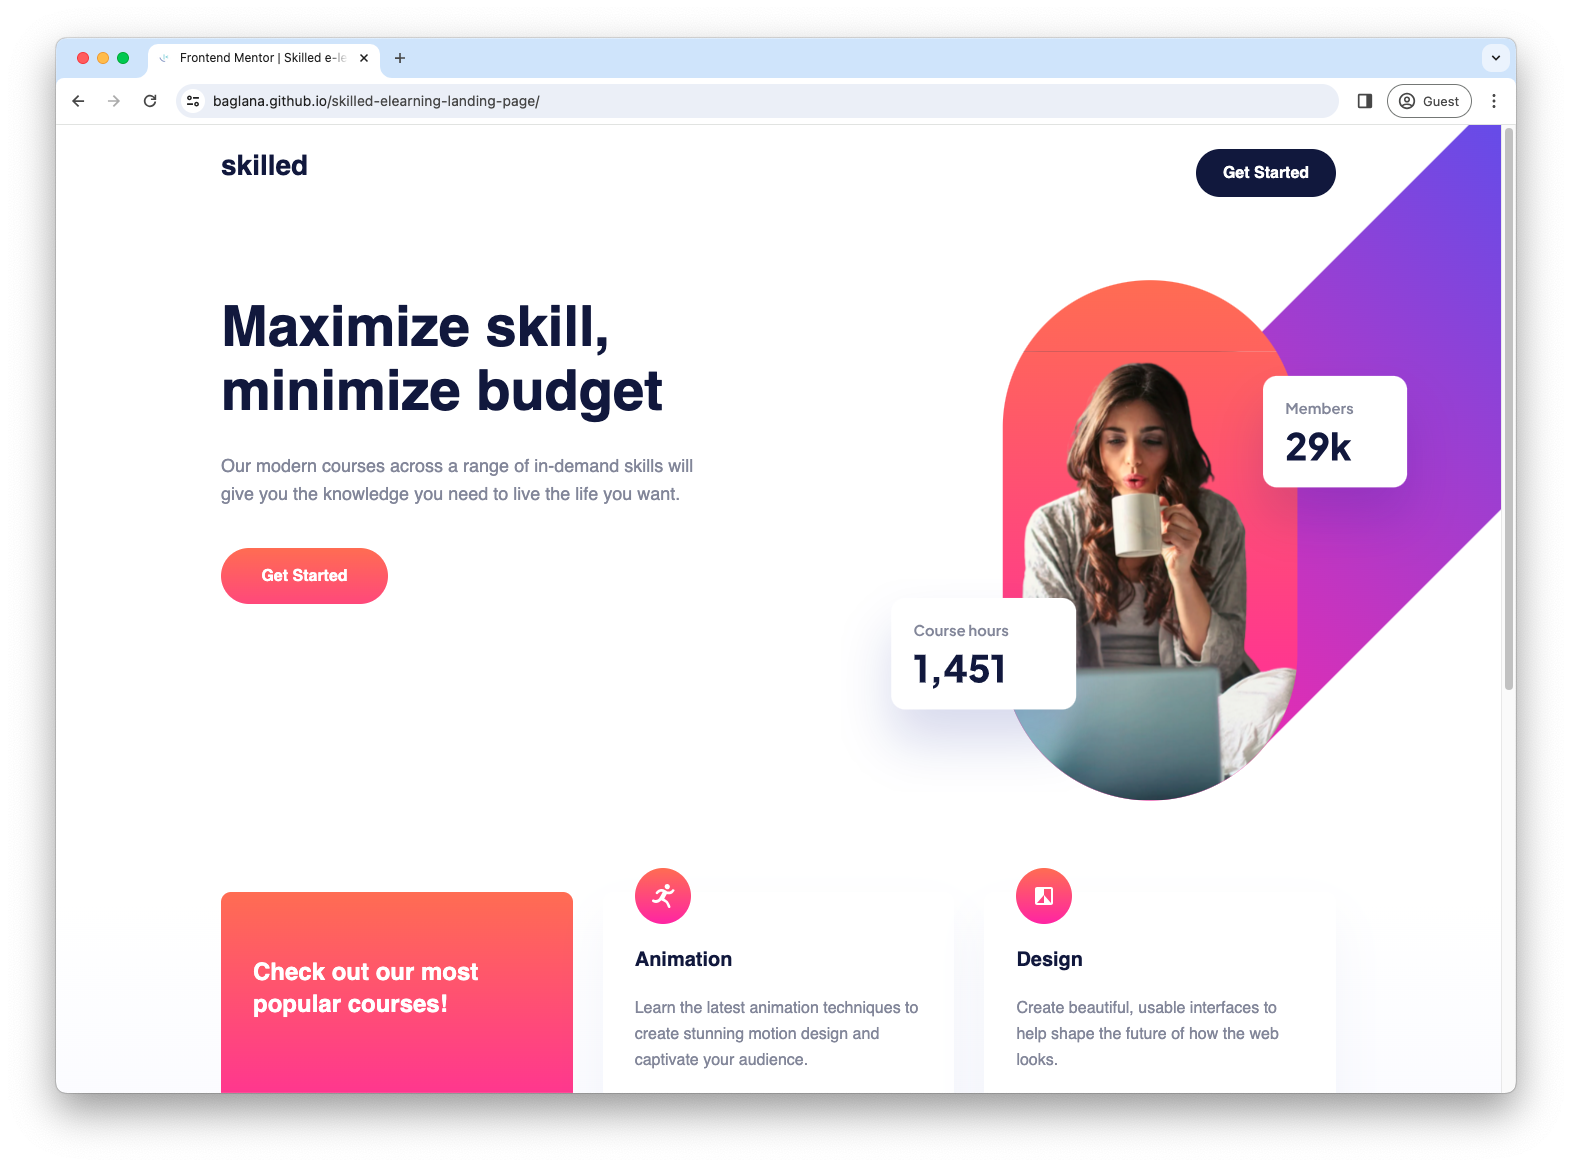 Frontend Mentor | Skilled e-le
baglana.github.io/skilled-elearning-landing-page/
Guest
skilled
Get Started
Maximize skill,
minimize budget
Our modern courses across a range of in-demand skills will
give you the knowledge you need to live the life you want.
Get Started
Members
29k
Course hours
1,451
Check out our most
popular courses!
Animation
Learn the latest animation techniques to
create stunning motion design and
captivate your audience.
Design
Create beautiful, usable interfaces to
help shape the future of how the web
looks.